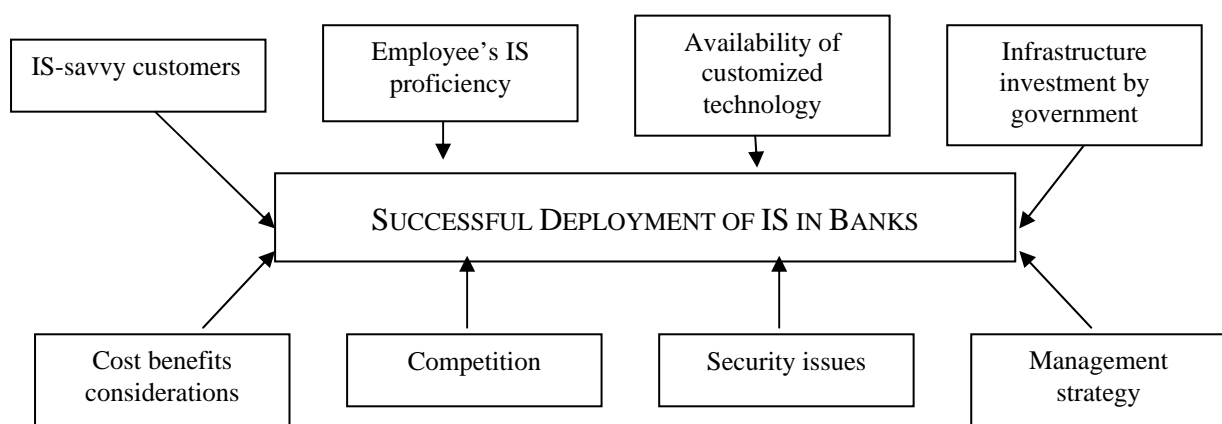 IS-savvy customers
Employee’s IS
proficiency
Availability of
customized
technology
Infrastructure
investment by
government
SUCCESSFUL DEPLOYMENT OF IS IN BANKS
Cost benefits
considerations
Competition
Security issues
Management
strategy